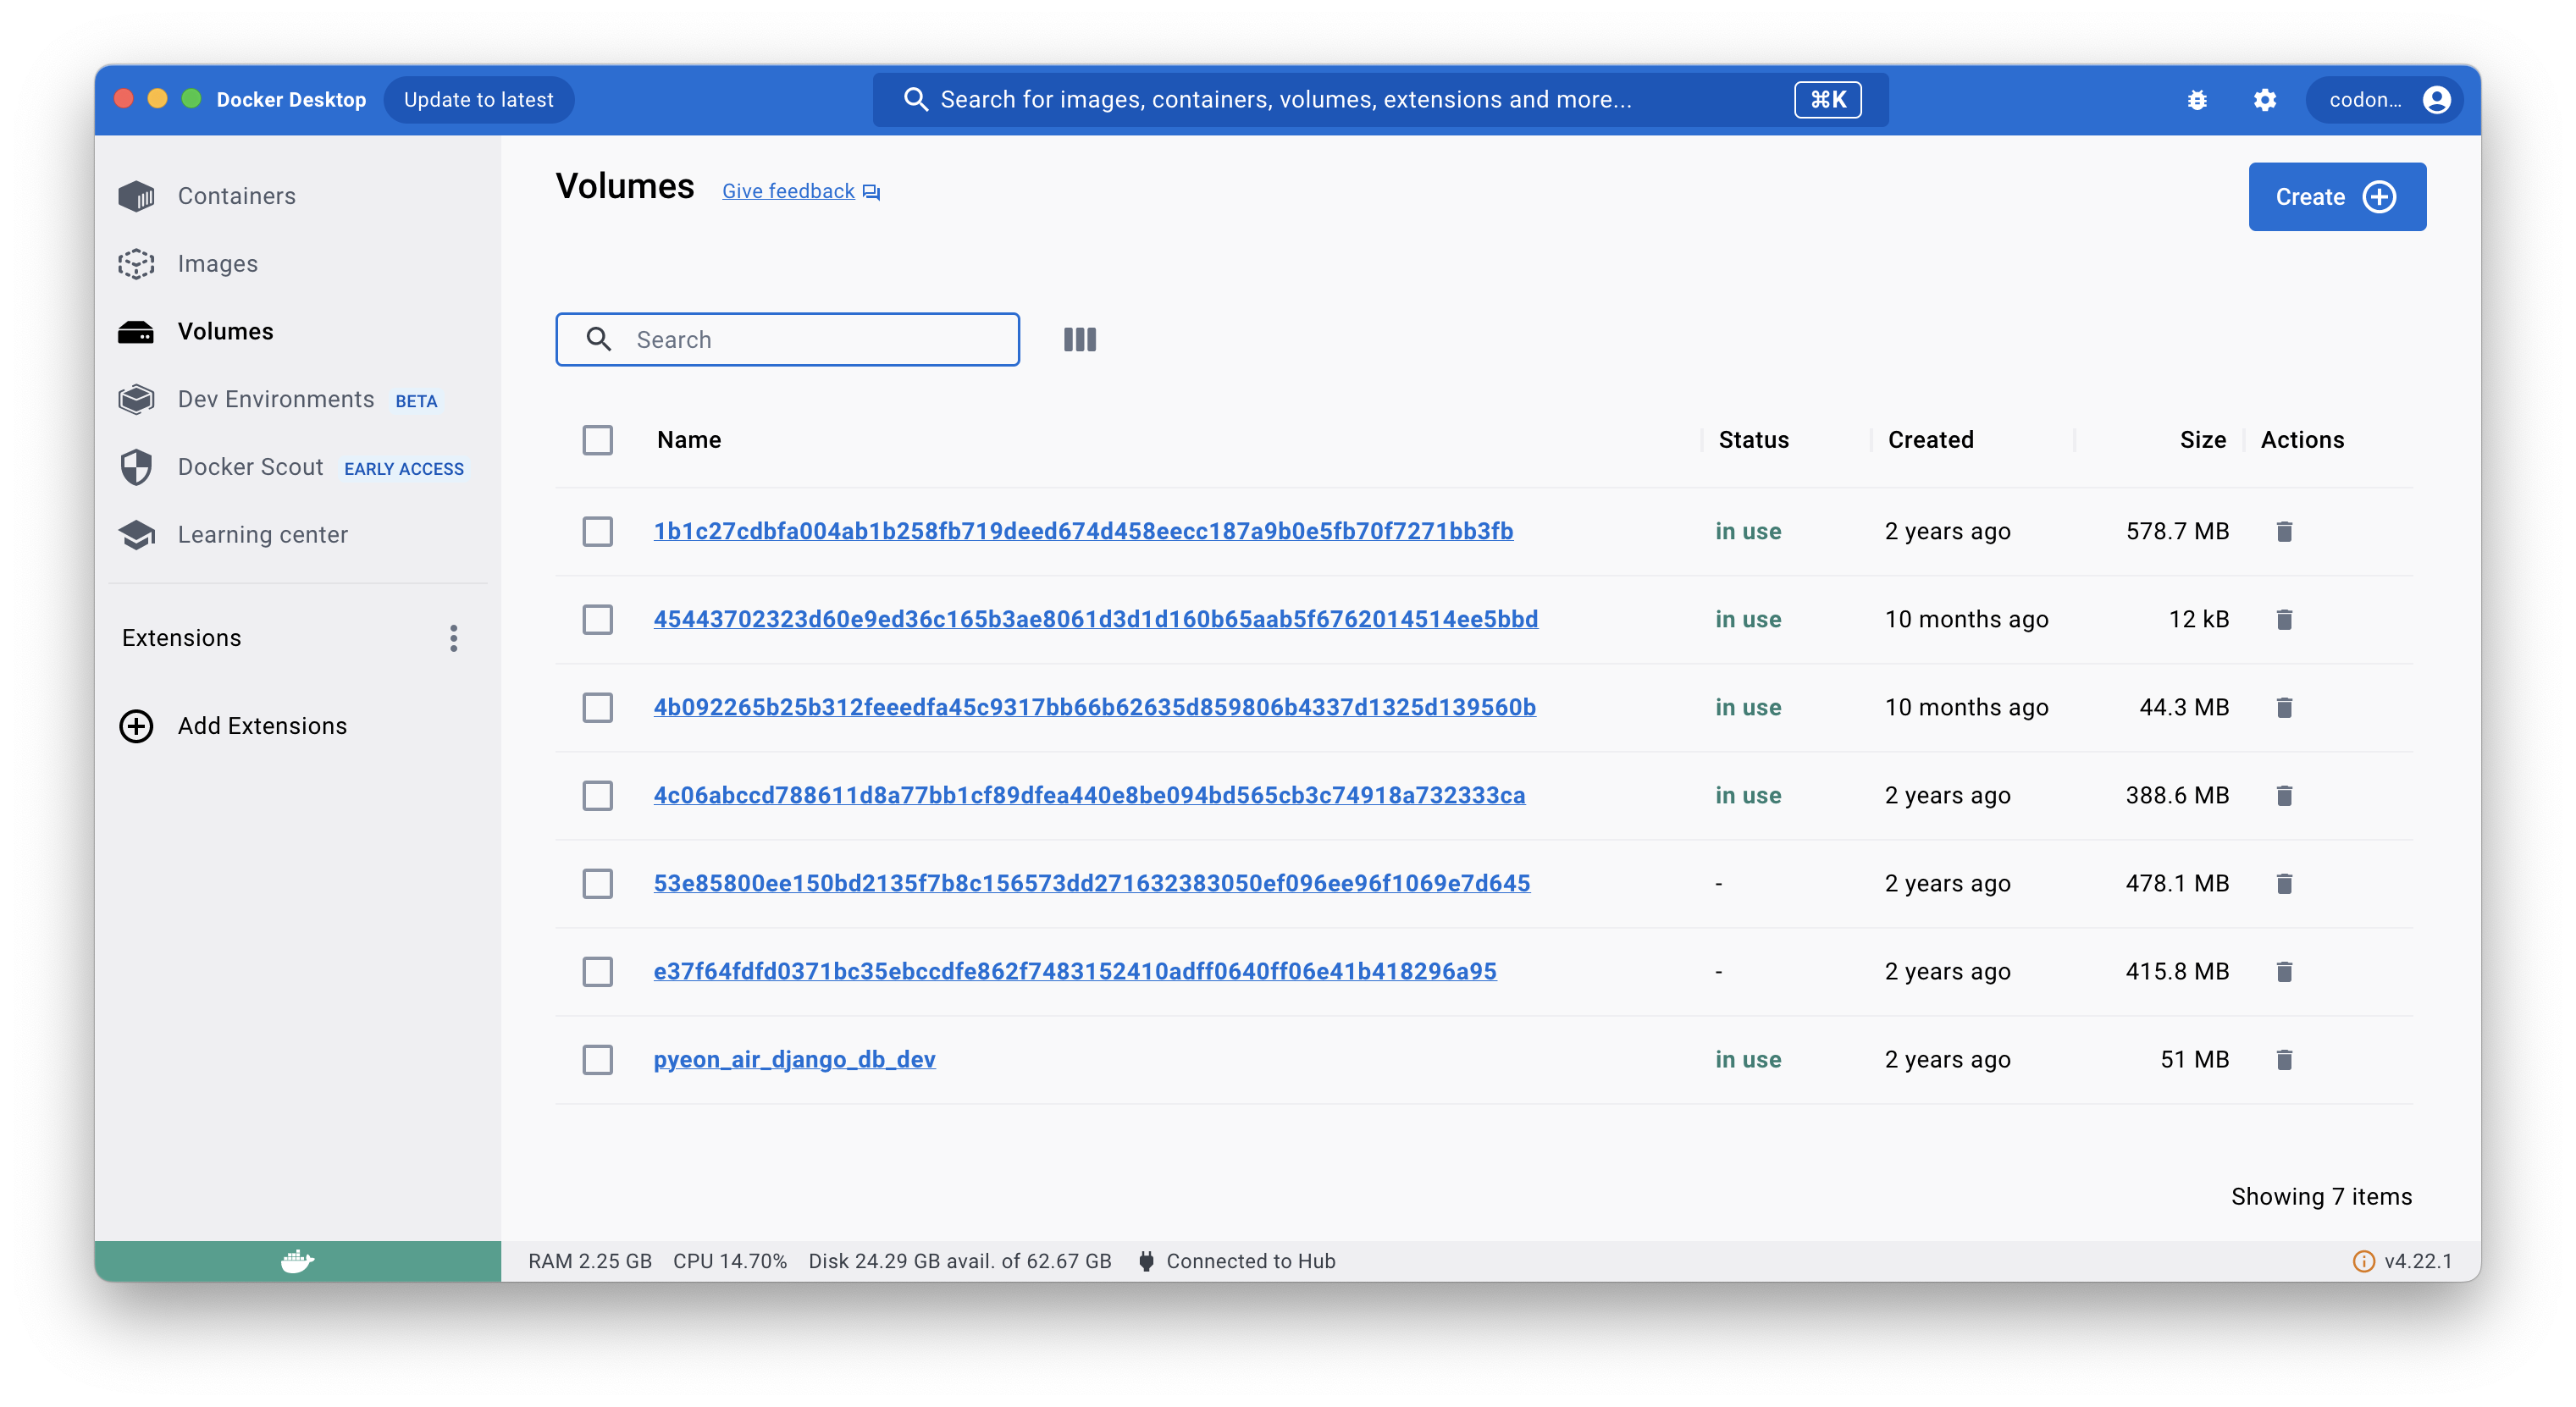 Docker Desktop Update to latest Search for images, containers, volumes, extensions and more... ⌘K codon...
Containers
Images
Volumes
Dev Environments BETA
Docker Scout EARLY ACCESS
Learning center
Extensions
Add Extensions
Volumes Give feedback
Create
Search
Name Status Created Size Actions
1b1c27cdbfa004ab1b258fb719deed674d458eecc187a9b0e5fb70f7271bb3fb in use 2 years ago 578.7 MB
45443702323d60e9ed36c165b3ae8061d3d1d160b65aab5f6762014514ee5bbd in use 10 months ago 12 kB
4b092265b25b312feeedfa45c9317bb66b62635d859806b4337d1325d139560b in use 10 months ago 44.3 MB
4c06abccd788611d8a77bb1cf89dfea440e8be094bd565cb3c74918a732333ca in use 2 years ago 388.6 MB
53e85800ee150bd2135f7b8c156573dd271632383050ef096ee96f1069e7d645 - 2 years ago 478.1 MB
e37f64fdfd0371bc35ebccdfe862f7483152410adff0640ff06e41b418296a95 - 2 years ago 415.8 MB
pyeon_air_django_db_dev in use 2 years ago 51 MB
Showing 7 items
RAM 2.25 GB CPU 14.70% Disk 24.29 GB avail. of 62.67 GB Connected to Hub v4.22.1